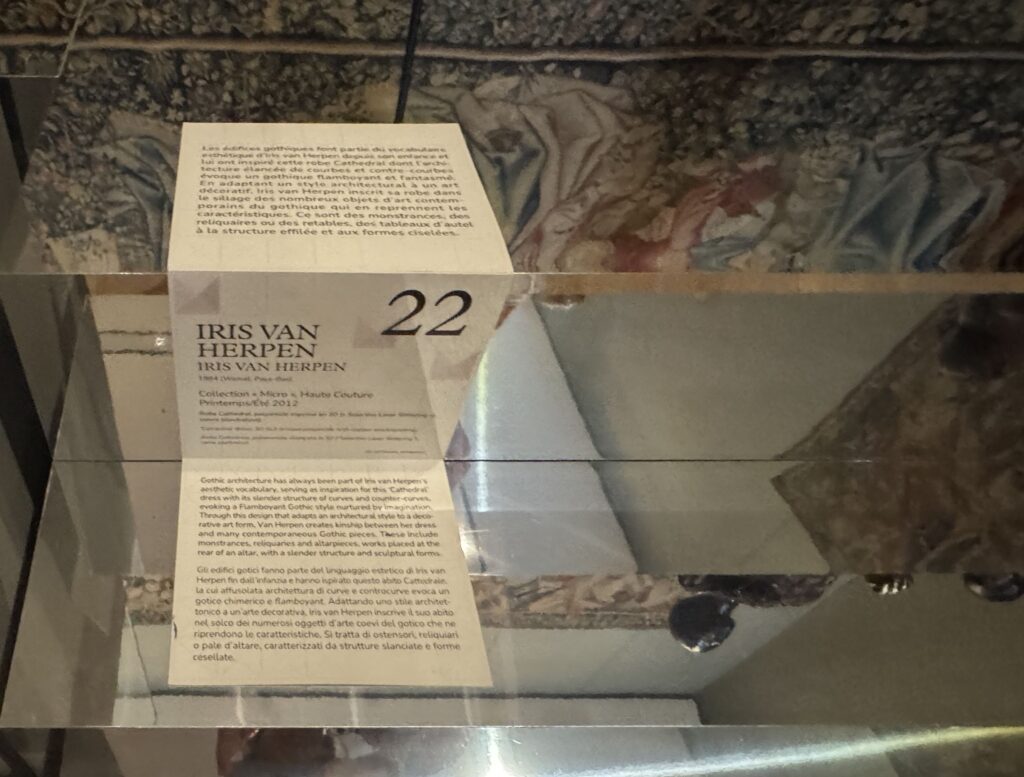 Les édifices gothiques font partie du vocabulaire
esthétique d'Iris van Herpen depuis son enfance et
lui ont inspiré cette robe Cathedral dont l'archi-
tecture élancée de courbes et contre-courbes
évoque un gothique flamboyant et fantasmé.
En adaptant un style architectural à un art
décoratif, Iris van Herpen inscrit sa robe dans
le sillage des nombreux objets d'art contem-
porains du gothique qui en reprennent les
caractéristiques. Ce sont des monstrances, des
reliquaires ou des retables, des tableaux d'autel
à la structure effilée et aux formes ciselées.
22
IRIS VAN
HERPEN
IRIS VAN HERPEN
1984 (Wamel, Pays-Bas)
Collection « Micro », Haute Couture
Printemps/Été 2012
Gothic architecture has always been part of Iris van Herpen's
aesthetic vocabulary, serving as inspiration for this 'Cathedral'
dress with its slender structure of curves and counter-curves,
evoking a Flamboyant Gothic style nurtured by imagination.
Through this design that adapts an architectural style to a deco-
rative art form, Van Herpen creates kinship between her dress
and many contemporaneous Gothic pieces. These include
monstrances, reliquaries and altarpieces, works placed at the
rear of an altar, with a slender structure and sculptural forms.
Gli edifici gotici fanno parte del linguaggio estetico di Iris van
Herpen fin dall'infanzia e hanno ispirato questo abito Cattedrale,
la cui affusolata architettura di curve e controcurve evoca un
gotico chimerico e flamboyant. Adattando uno stile architet-
tonico a un'arte decorativa, Iris van Herpen inscrive il suo abito
nel solco dei numerosi oggetti d'arte coevi del gotico che ne
riprendono le caratteristiche. Si tratta di ostensori, reliquiari
o pale d'altare, caratterizzati da strutture slanciate e forme
cesellate.